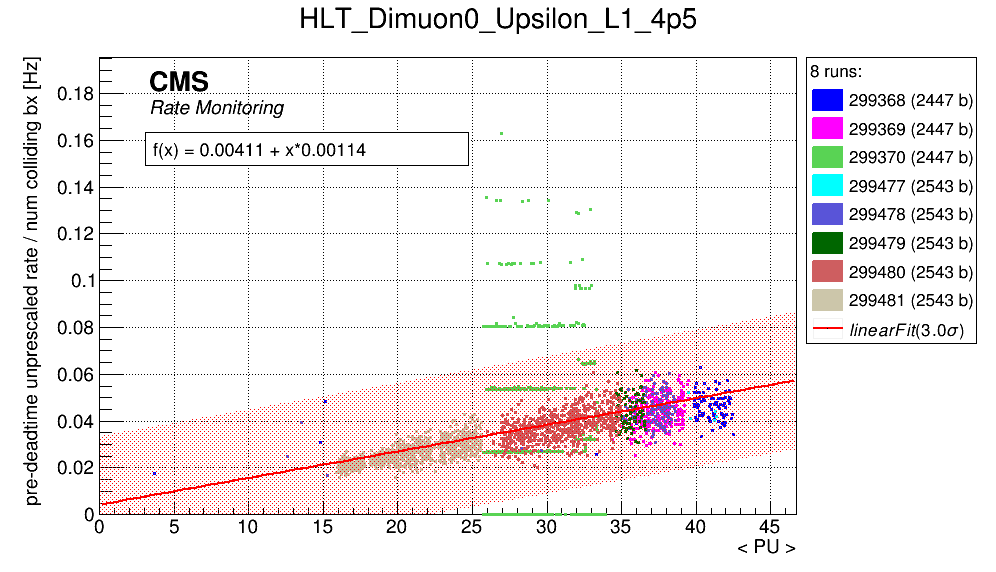 HLT_Dimuon0_Upsilon_L1_4p5
pre-deadtime unprescaled rate / num colliding bx [Hz]
CMS
Rate Monitoring
f(x) = 0.00411 + x*0.00114
0.18
0.16
0.14
0.12
0.1
0.08
0.06
0.04
0.02
0
0 5 10 15 20 25 30 35 40 45
< PU >
8 runs:
299368 (2447 b)
299369 (2447 b)
299370 (2447 b)
299477 (2543 b)
299478 (2543 b)
299479 (2543 b)
299480 (2543 b)
299481 (2543 b)
linearFit(3.0σ)